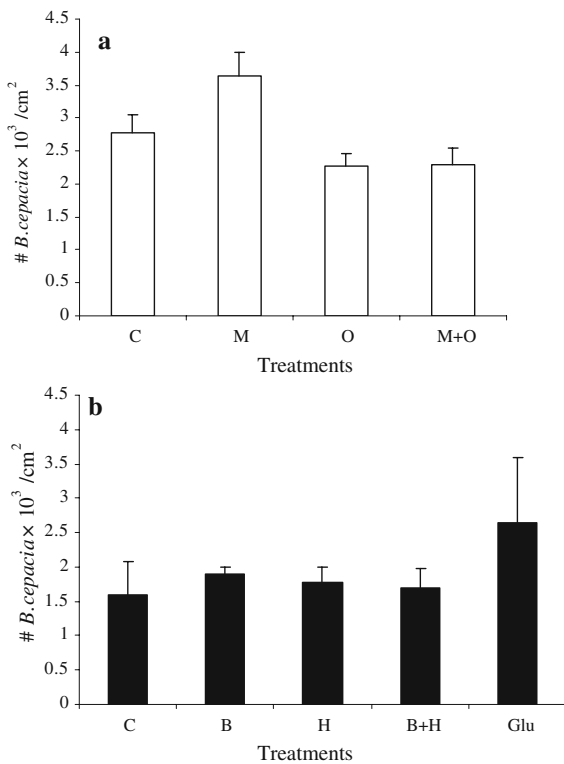 a
# B.cepacia× 10³ /cm²
4.5
4
3.5
3
2.5
2
1.5
1
0.5
0
C M O M+O
Treatments
b
# B.cepacia× 10³ /cm²
4.5
4
3.5
3
2.5
2
1.5
1
0.5
0
C B H B+H Glu
Treatments